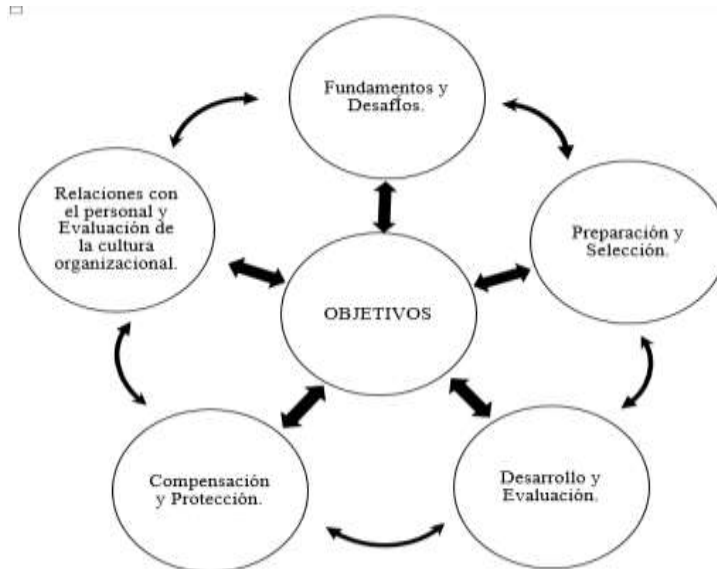 Fundamentos y
Desafíos.
Relaciones con
el personal y
Evaluación de
la cultura
organizacional.
Preparación y
Selección.
OBJETIVOS
Compensación
y Protección.
Desarrollo y
Evaluación.